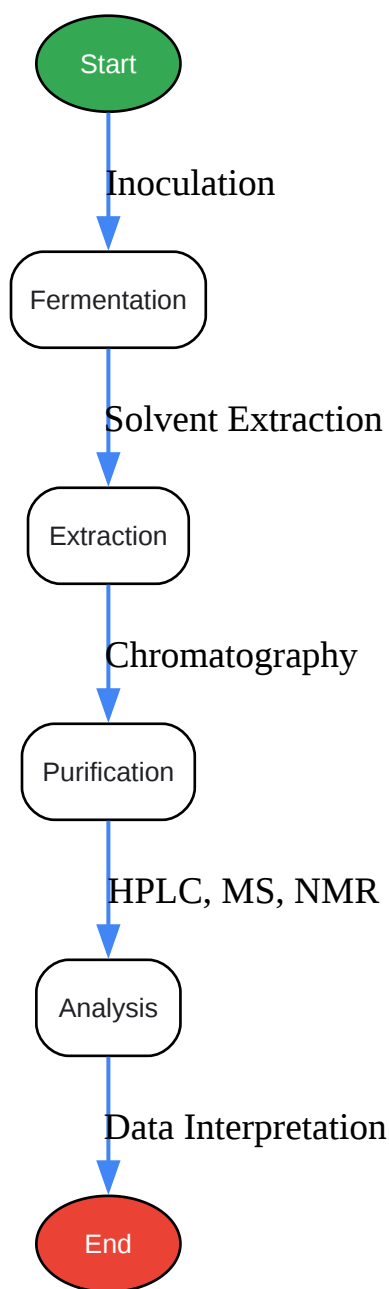 Start
Inoculation
Fermentation
Solvent Extraction
Extraction
Chromatography
Purification
HPLC, MS, NMR
Analysis
Data Interpretation
End